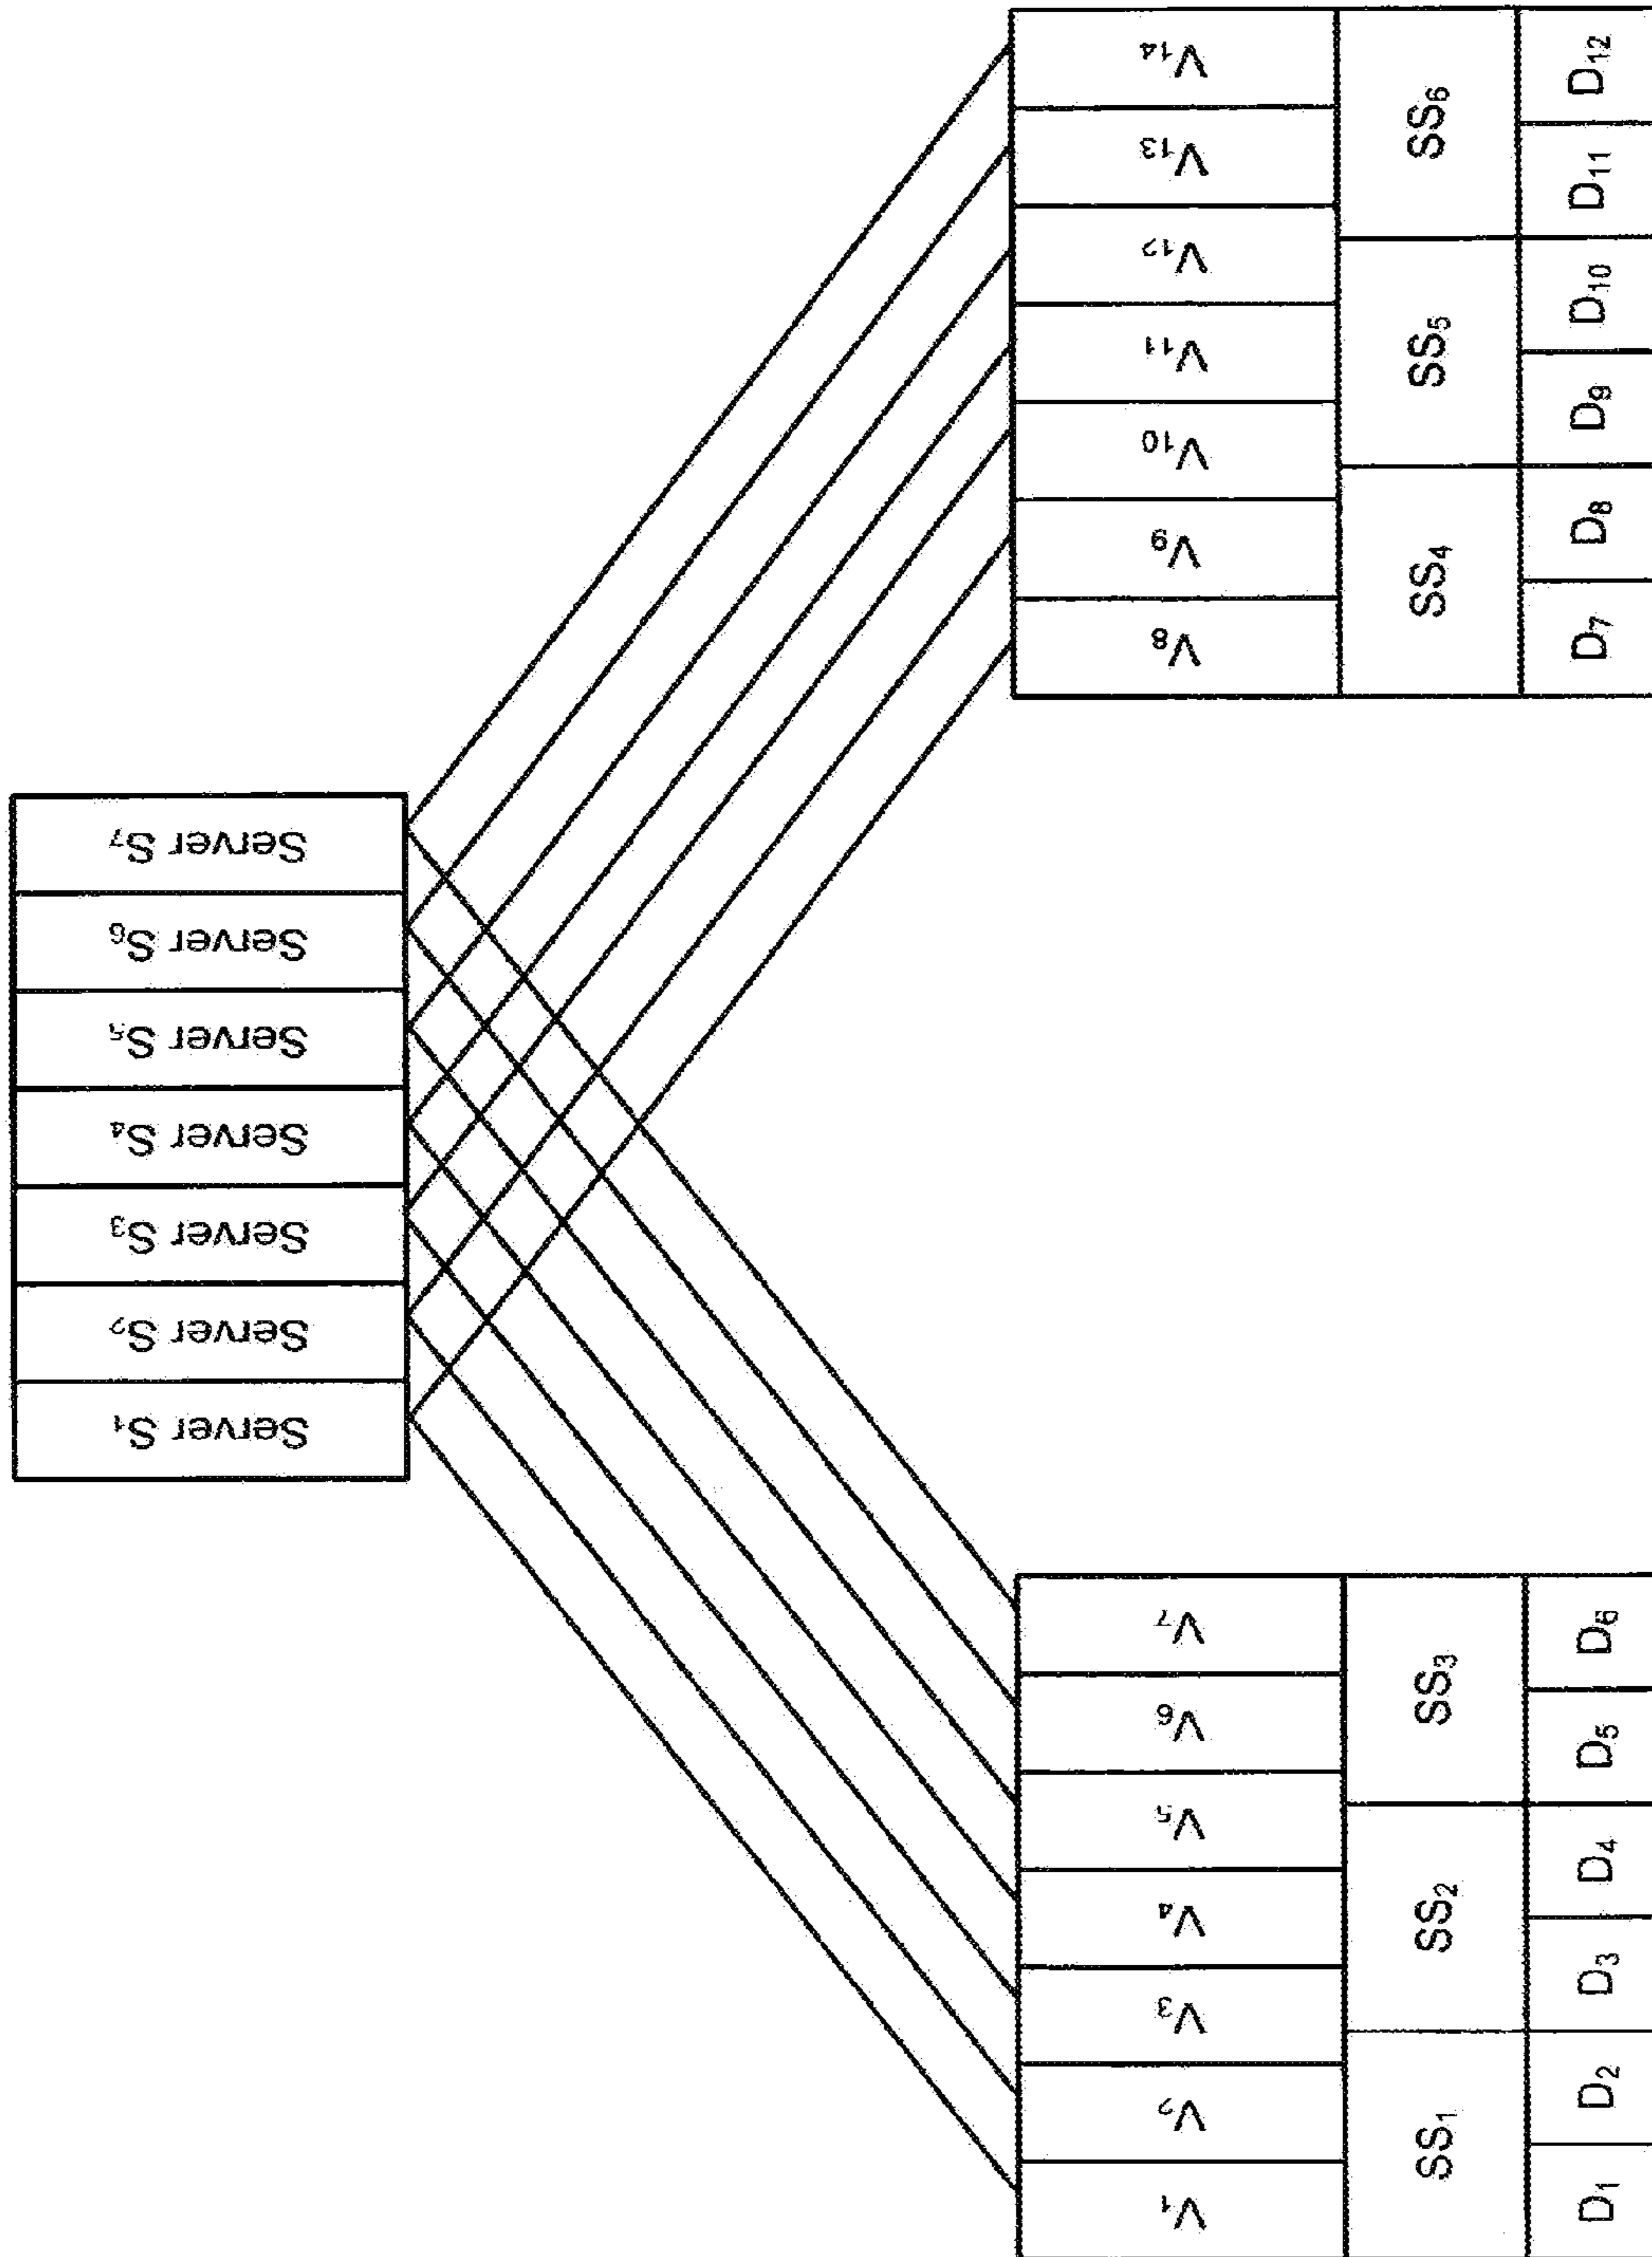 Server S₁
Server S₂
Server S₃
Server S₄
Server S₅
Server S₆
Server S₇
V₁
V₂
V₃
V₄
V₅
V₆
V₇
SS₁
SS₂
SS₃
D₁
D₂
D₃
D₄
D₅
D₆
V₈
V₉
V₁₀
V₁₁
V₁₂
V₁₃
V₁₄
SS₄
SS₅
SS₆
D₇
D₈
D₉
D₁₀
D₁₁
D₁₂